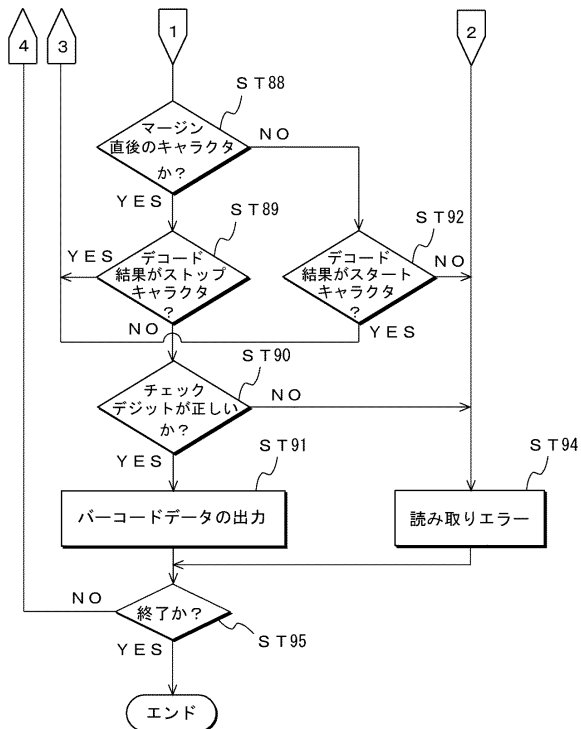 4
3
1
2
ST88
マージン
直後のキャラクタ
か？
NO
YES
ST89
ST92
YES
デコード
結果がストップ
キャラクタ
？
デコード
結果がスタート
キャラクタ
？
NO
NO
YES
ST90
チェック
デジットが正しい
か？
NO
YES
ST91
ST94
バーコードデータの出力
読み取りエラー
NO
終了か？
YES
ST95
エンド